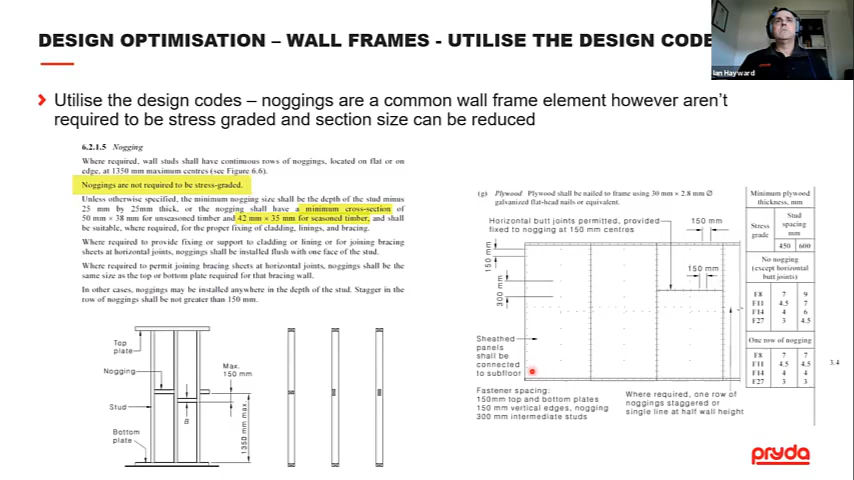 DESIGN OPTIMISATION – WALL FRAMES - UTILISE THE DESIGN CODE
Ian Hayward
Utilise the design codes – noggings are a common wall frame element however aren't
required to be stress graded and section size can be reduced
6.2.1.5 Nogging
Where required, wall studs shall have continuous rows of noggings, located on flat or on
edge, at 1350 mm maximum centres (see Figure 6.6).
Noggings are not required to be stress-graded.
Unless otherwise specified, the minimum nogging size shall be the depth of the stud minus
25 mm by 25mm thick, or the nogging shall have a minimum cross-section of
50 mm × 38 mm for unseasoned timber and 42 mm × 35 mm for seasoned timber, and shall
be suitable, where required, for the proper fixing of cladding, linings, and bracing.
Where required to provide fixing or support to cladding or lining or for joining bracing
sheets at horizontal joints, noggings shall be installed flush with one face of the stud.
Where required to permit joining bracing sheets at horizontal joints, noggings shall be the
same size as the top or bottom plate required for that bracing wall.
In other cases, noggings may be installed anywhere in the depth of the stud. Stagger in the
row of noggings shall be not greater than 150 mm.
Top
plate
Nogging
Stud
Bottom
plate
Max.
150 mm
B
1350 mm max.
(g) Plywood Plywood shall be nailed to frame using 30 mm × 2.8 mm Ø
galvanized flat-head nails or equivalent.
Horizontal butt joints permitted, provided
fixed to nogging at 150 mm centres
150 mm
150 mm
150 mm
300 mm
Sheathed
panels
shall be
connected
to subfloor
Fastener spacing:
150mm top and bottom plates
150 mm vertical edges, nogging
300 mm intermediate studs
Where required, one row of
noggings staggered or
single line at half wall height
Minimum plywood
thickness, mm
Stress
grade
Stud
spacing
mm
450 600
No nogging
(except horizontal
butt joints)
F8 7 9
F11 4.5 7
F14 4 6
F27 3 4.5
One row of nogging
F8 7 7
F11 4.5 4.5
F14 4 4
F27 3 3
3.4
pryda